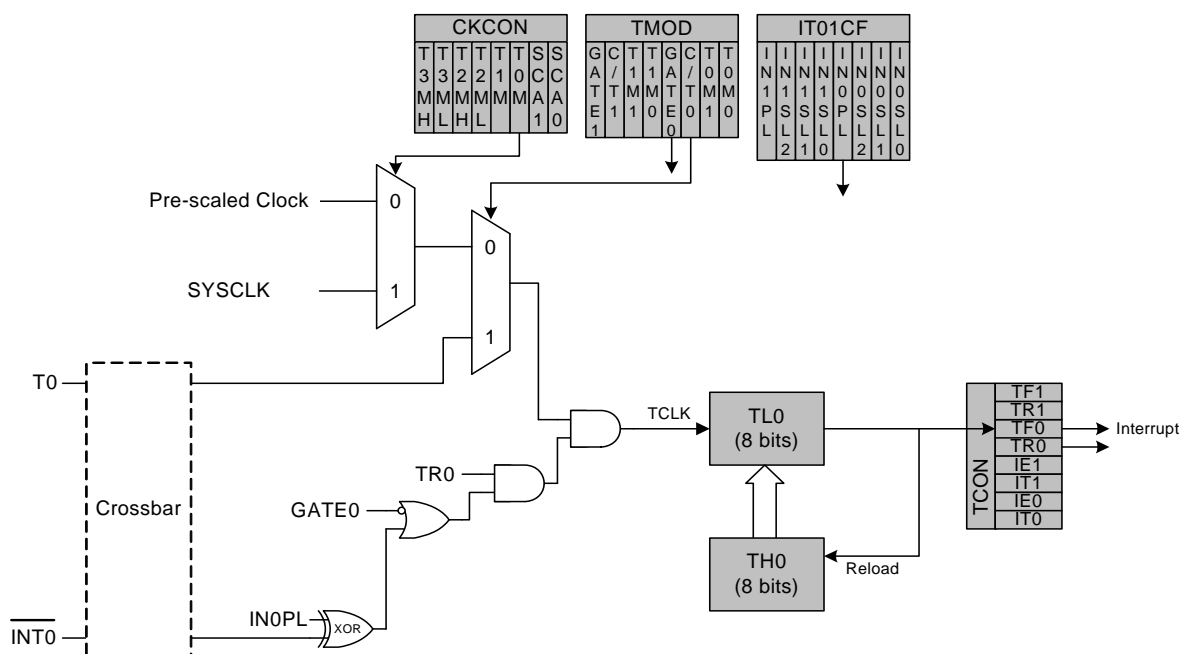 CKCON
T3MH
T3ML
T2MH
T2ML
T1M
T0M
SCA1
SCA0
TMOD
GATE1
C/T1
T1M1
T1M0
GATE0
C/T0
T0M1
T0M0
IT01CF
IN1PL
IN1SL2
IN1SL1
IN1SL0
IN0PL
IN0SL2
IN0SL1
IN0SL0
Pre-scaled Clock
0
SYSCLK
1
0
1
T0
Crossbar
INT0
TR0
GATE0
IN0PL
XOR
TCLK
TL0
(8 bits)
TH0
(8 bits)
Reload
TCON
TF1
TR1
TF0
TR0
IE1
IT1
IE0
IT0
Interrupt